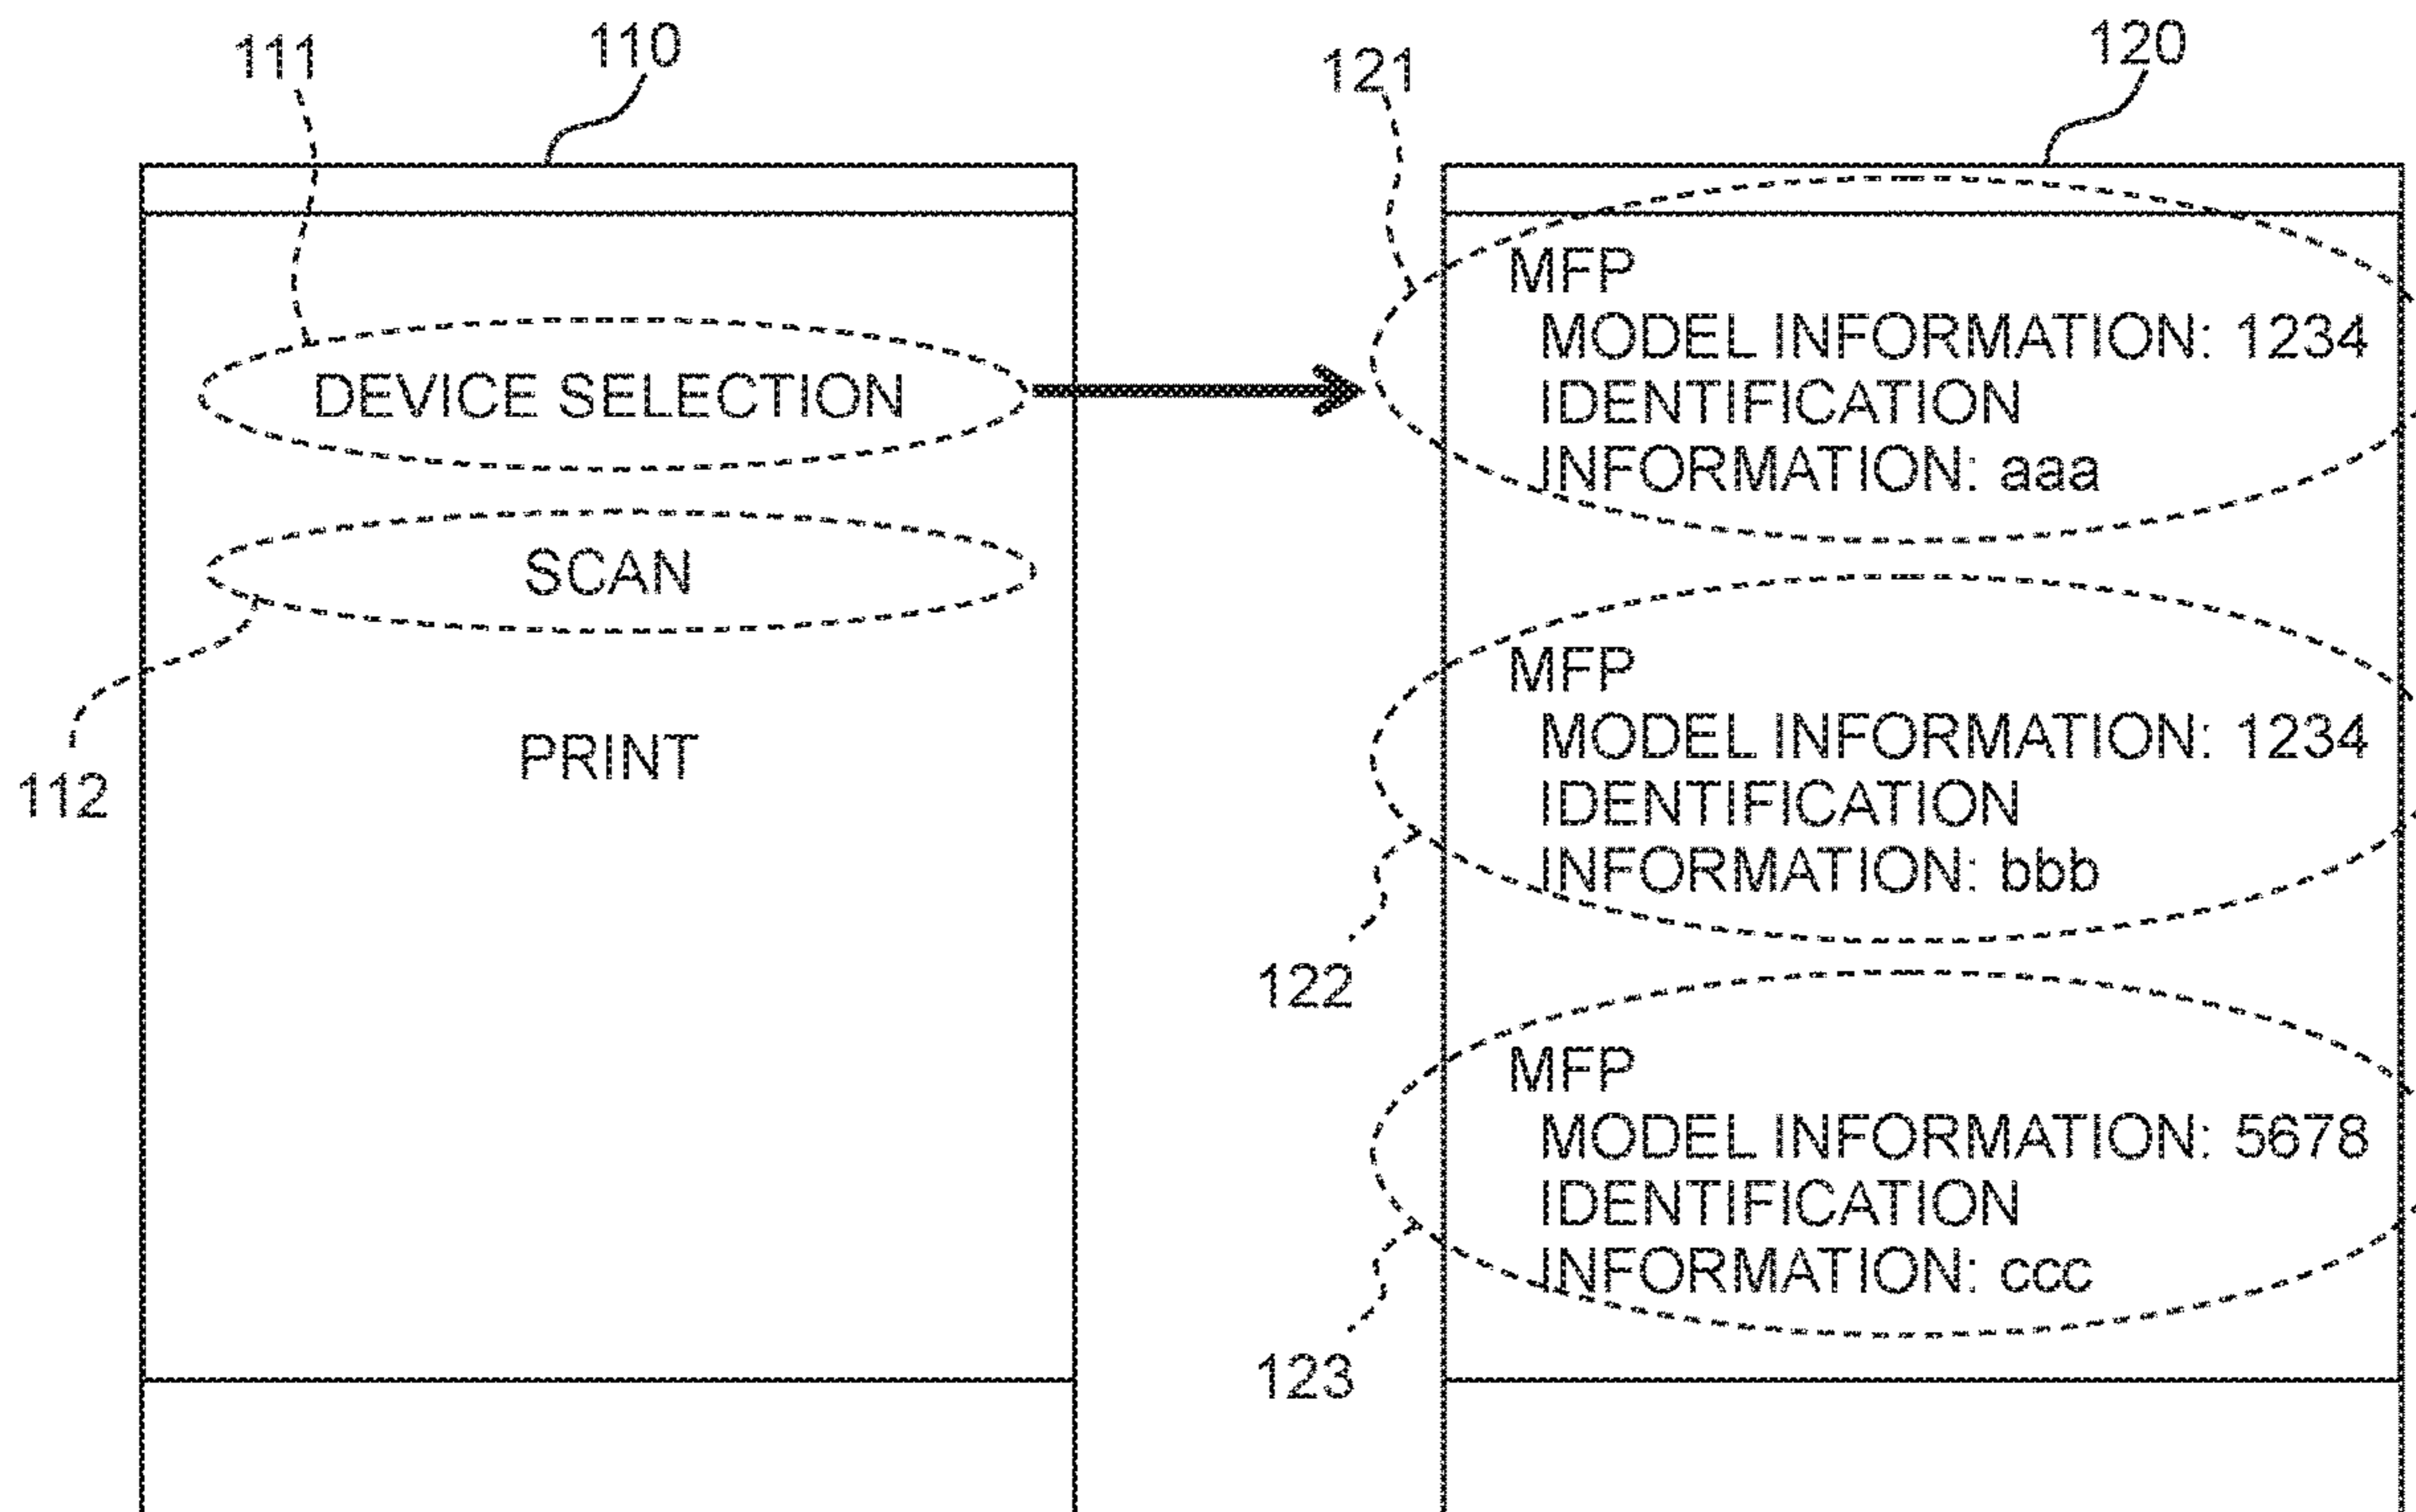 111
110
121
120
DEVICE SELECTION
SCAN
PRINT
112
MFP
MODEL INFORMATION: 1234
IDENTIFICATION
INFORMATION: aaa
MFP
MODEL INFORMATION: 1234
IDENTIFICATION
INFORMATION: bbb
122
MFP
MODEL INFORMATION: 5678
IDENTIFICATION
INFORMATION: ccc
123